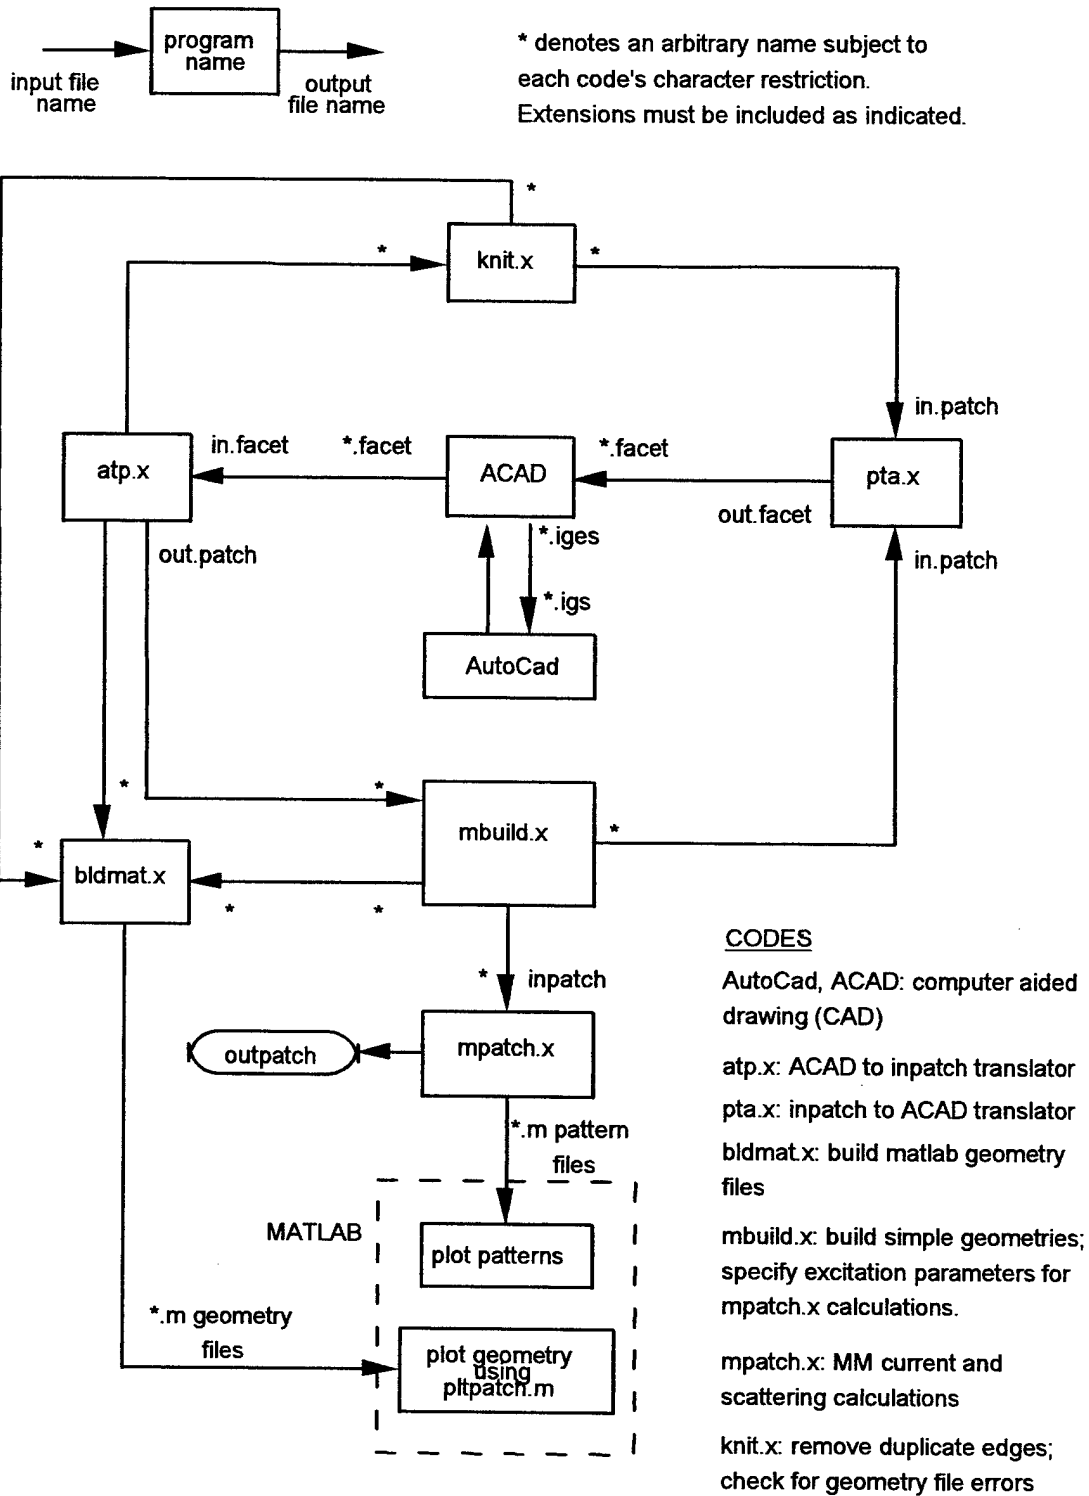 program
name
input file
name
output
file name
* denotes an arbitrary name subject to
each code's character restriction.
Extensions must be included as indicated.
*
*
knit.x
*
in.patch
atp.x
in.facet
*.facet
ACAD
*.facet
pta.x
out.facet
out.patch
*.iges
in.patch
*.igs
AutoCad
*
*
mbuild.x
*
*
bldmat.x
*
*
*
inpatch
outpatch
mpatch.x
*.m pattern
files
MATLAB
plot patterns
*.m geometry
files
plot geometry
using
pltpatch.m
CODES
AutoCad, ACAD: computer aided
drawing (CAD)
atp.x: ACAD to inpatch translator
pta.x: inpatch to ACAD translator
bldmat.x: build matlab geometry
files
mbuild.x: build simple geometries;
specify excitation parameters for
mpatch.x calculations.
mpatch.x: MM current and
scattering calculations
knit.x: remove duplicate edges;
check for geometry file errors